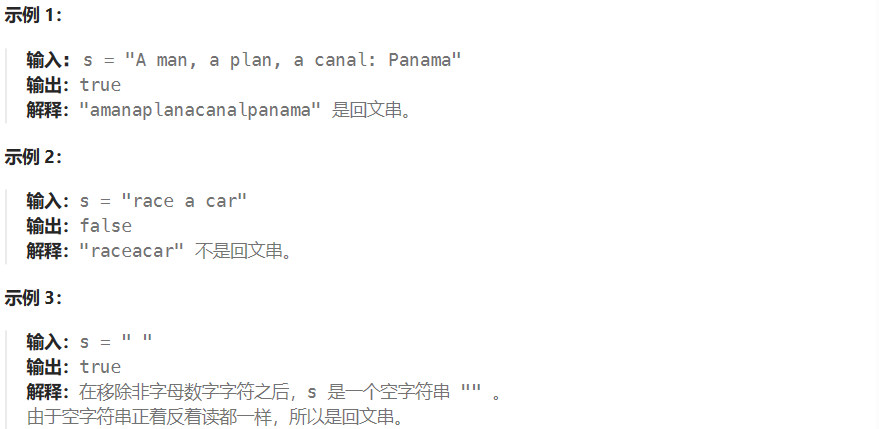 示例 1：
输入：s = "A man, a plan, a canal: Panama"
输出：true
解释："amanaplanacanalpanama" 是回文串。
示例 2：
输入：s = "race a car"
输出：false
解释："raceacar" 不是回文串。
示例 3：
输入：s = " "
输出：true
解释：在移除非字母数字字符之后，s 是一个空字符串 "" 。
由于空字符串正着反着读都一样，所以是回文串。